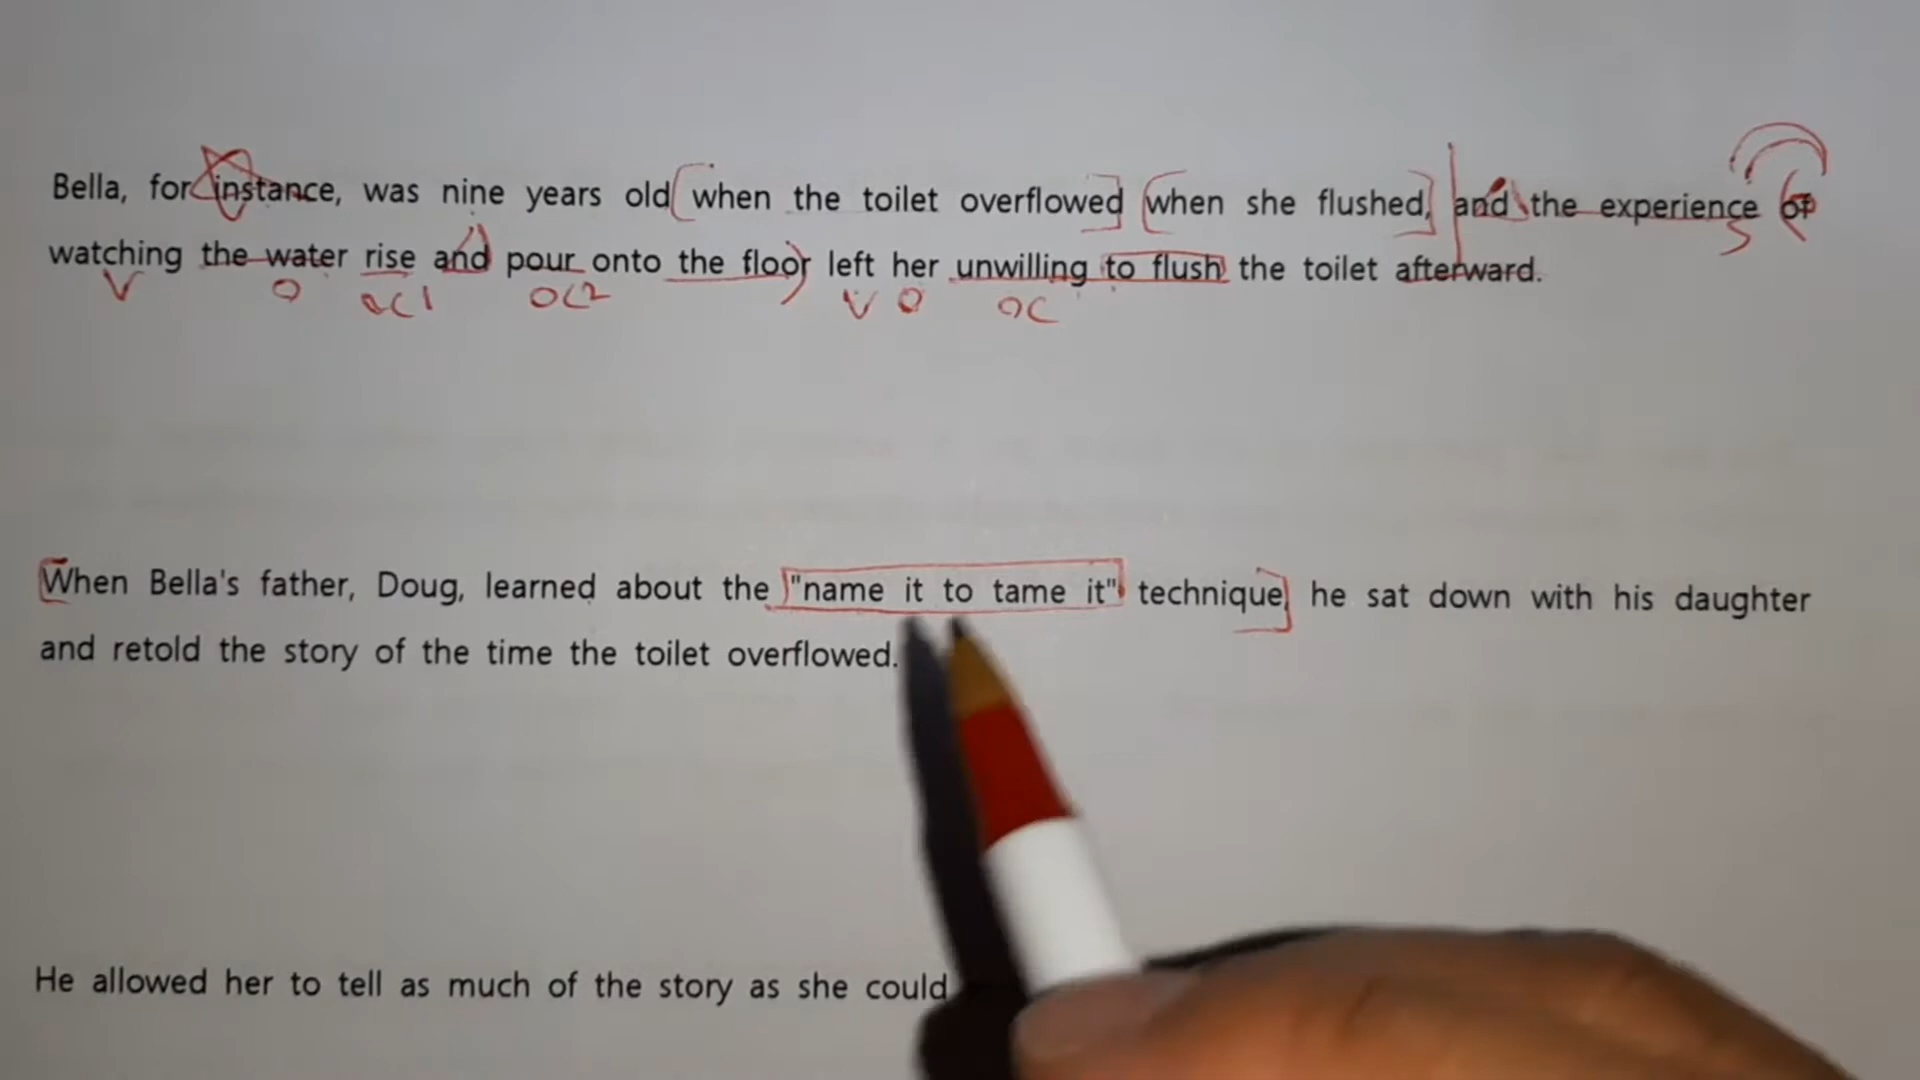 Bella, for instance, was nine years old when the toilet overflowed when she flushed, and the experience of
S
watching the water rise and pour onto the floor left her unwilling to flush the toilet afterward.
V O OC1 OC2 V O OC
When Bella's father, Doug, learned about the "name it to tame it" technique, he sat down with his daughter
and retold the story of the time the toilet overflowed.
He allowed her to tell as much of the story as she could